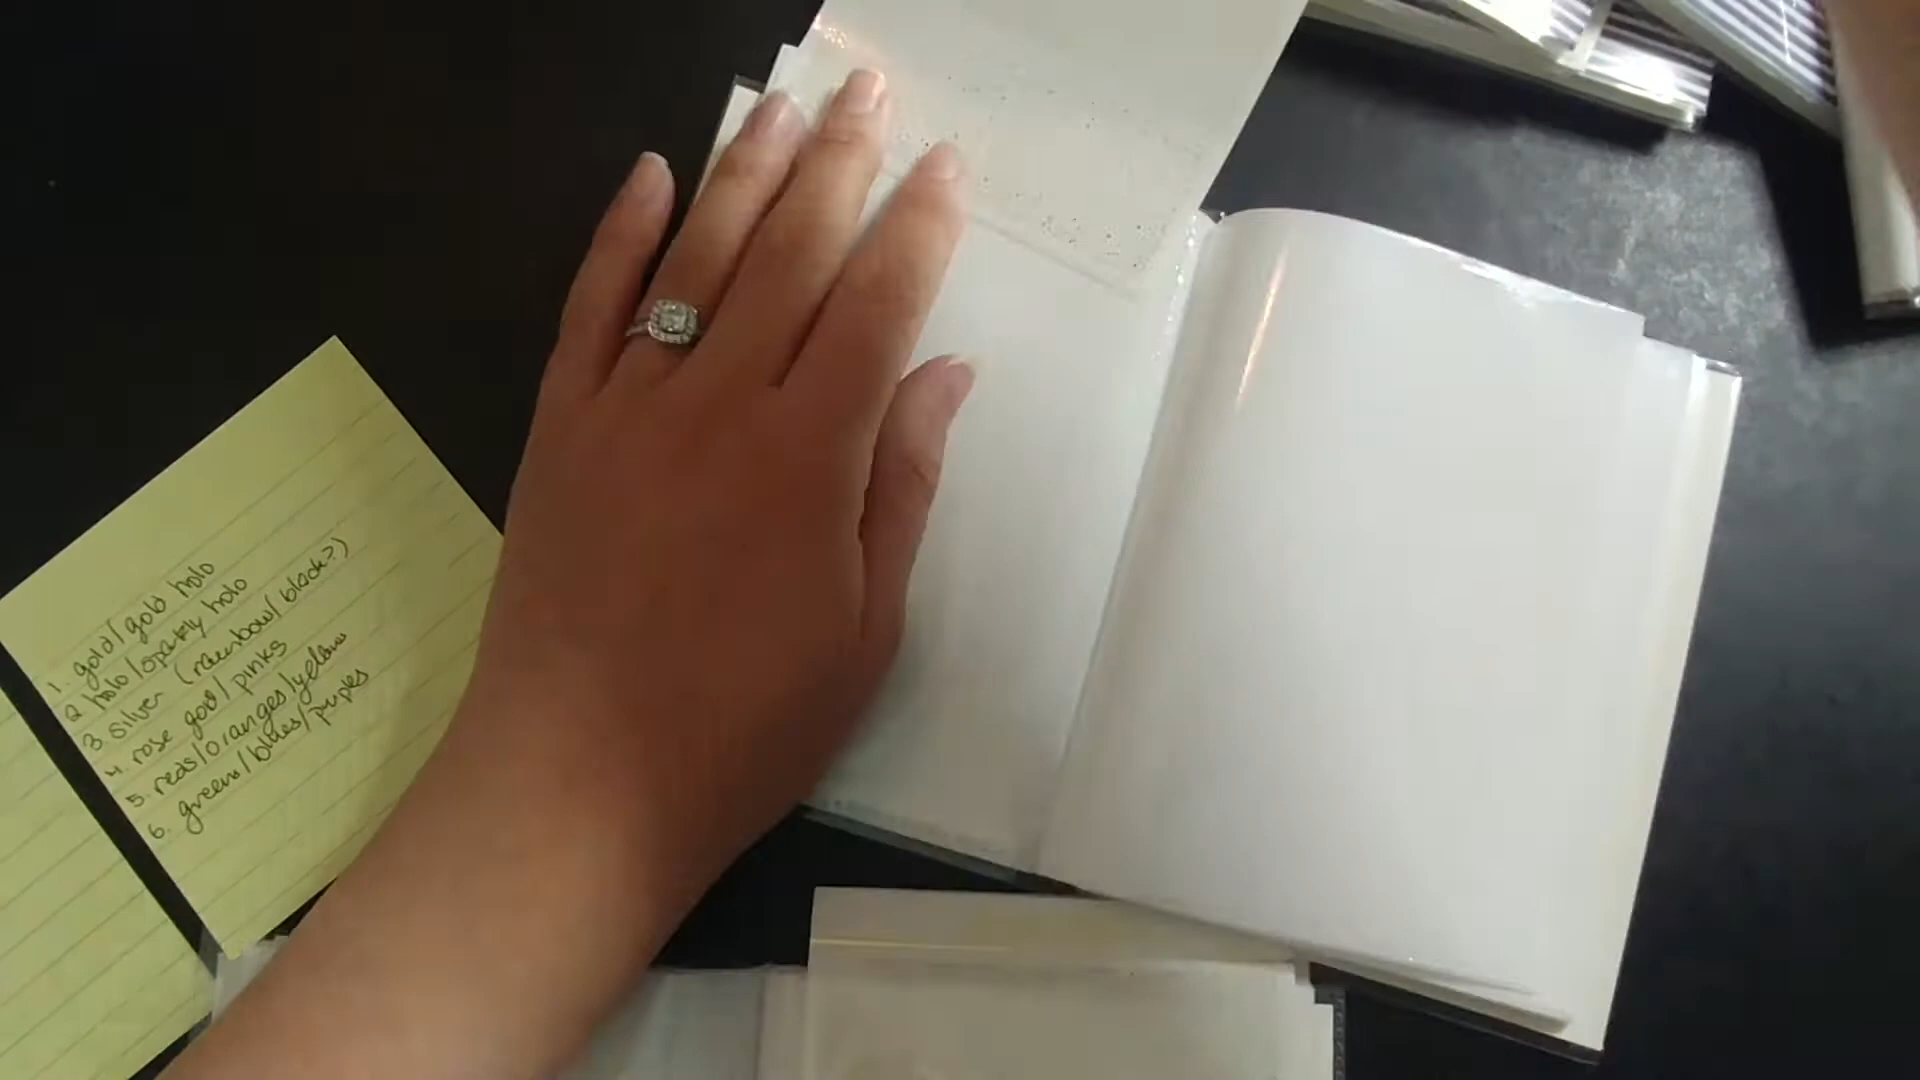 1. gold/gold holo
2 holo/sparkly holo
3 silver (rainbow/black?)
4. rose gold/pinks
5. reds/oranges/yellow
6. greens/blues/purples